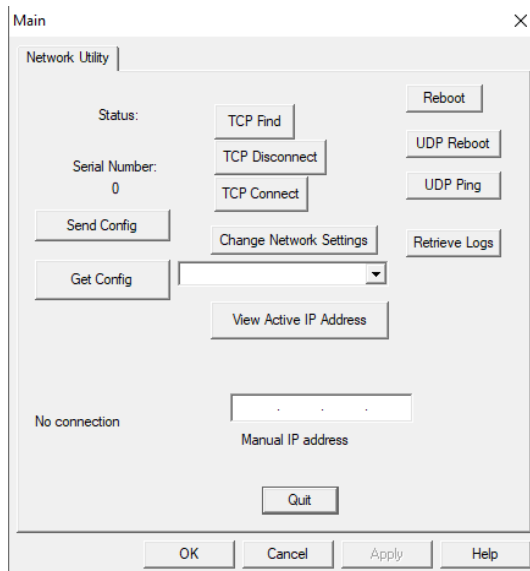 Main
Network Utility
Reboot
Status:
TCP Find
UDP Reboot
TCP Disconnect
Serial Number:
0
TCP Connect
UDP Ping
Send Config
Change Network Settings
Retrieve Logs
Get Config
View Active IP Address
. . .
No connection
Manual IP address
Quit
OK Cancel Apply Help